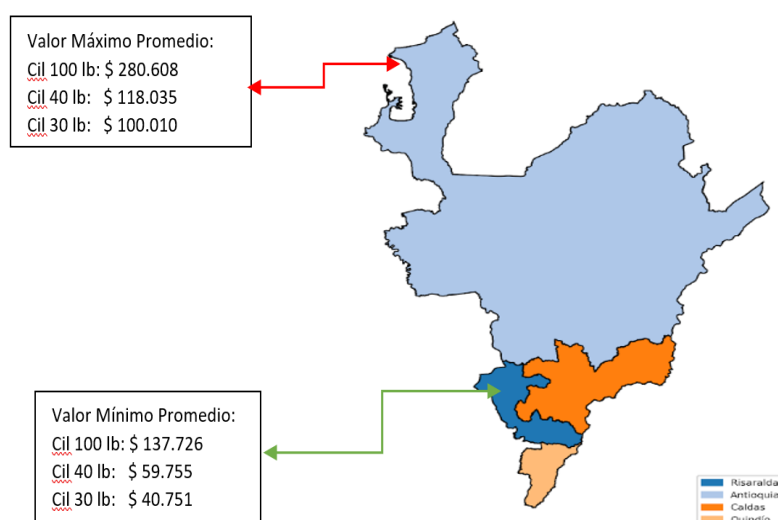 Valor Máximo Promedio:
Cil 100 lb: $ 280.608
Cil 40 lb: $ 118.035
Cil 30 lb: $ 100.010
Valor Mínimo Promedio:
Cil 100 lb: $ 137.726
Cil 40 lb: $ 59.755
Cil 30 lb: $ 40.751
Risaralda
Antioquia
Caldas
Quindío